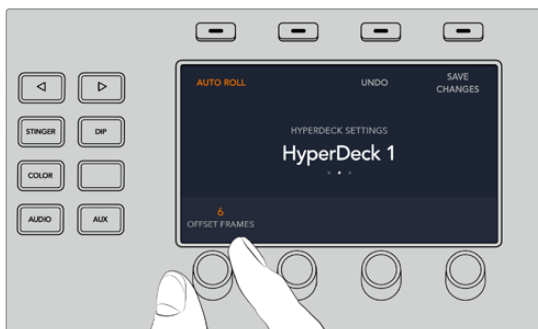 AUTO ROLL
UNDO
SAVE
CHANGES
HYPERDECK SETTINGS
HyperDeck 1
6
OFFSET FRAMES
STINGER
DIP
COLOR
AUDIO
AUX